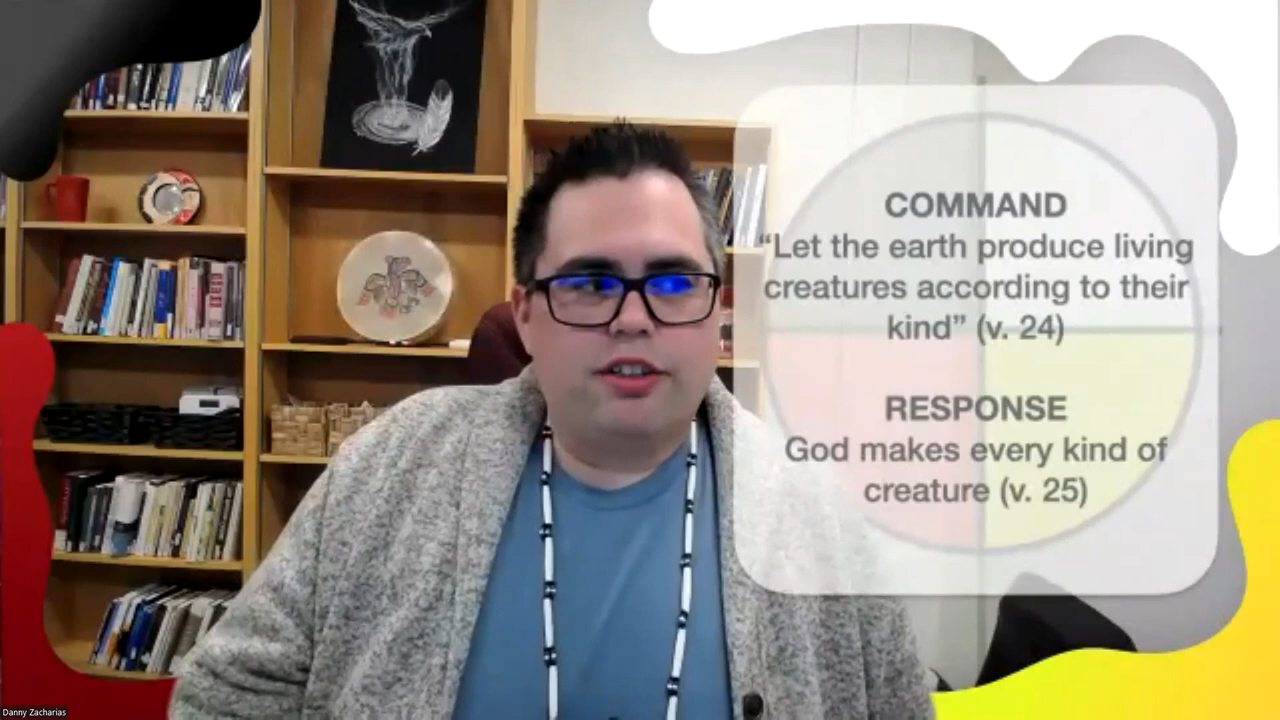 COMMAND
“Let the earth produce living
creatures according to their
kind” (v. 24)
RESPONSE
God makes every kind of
creature (v. 25)
Danny Zacharias